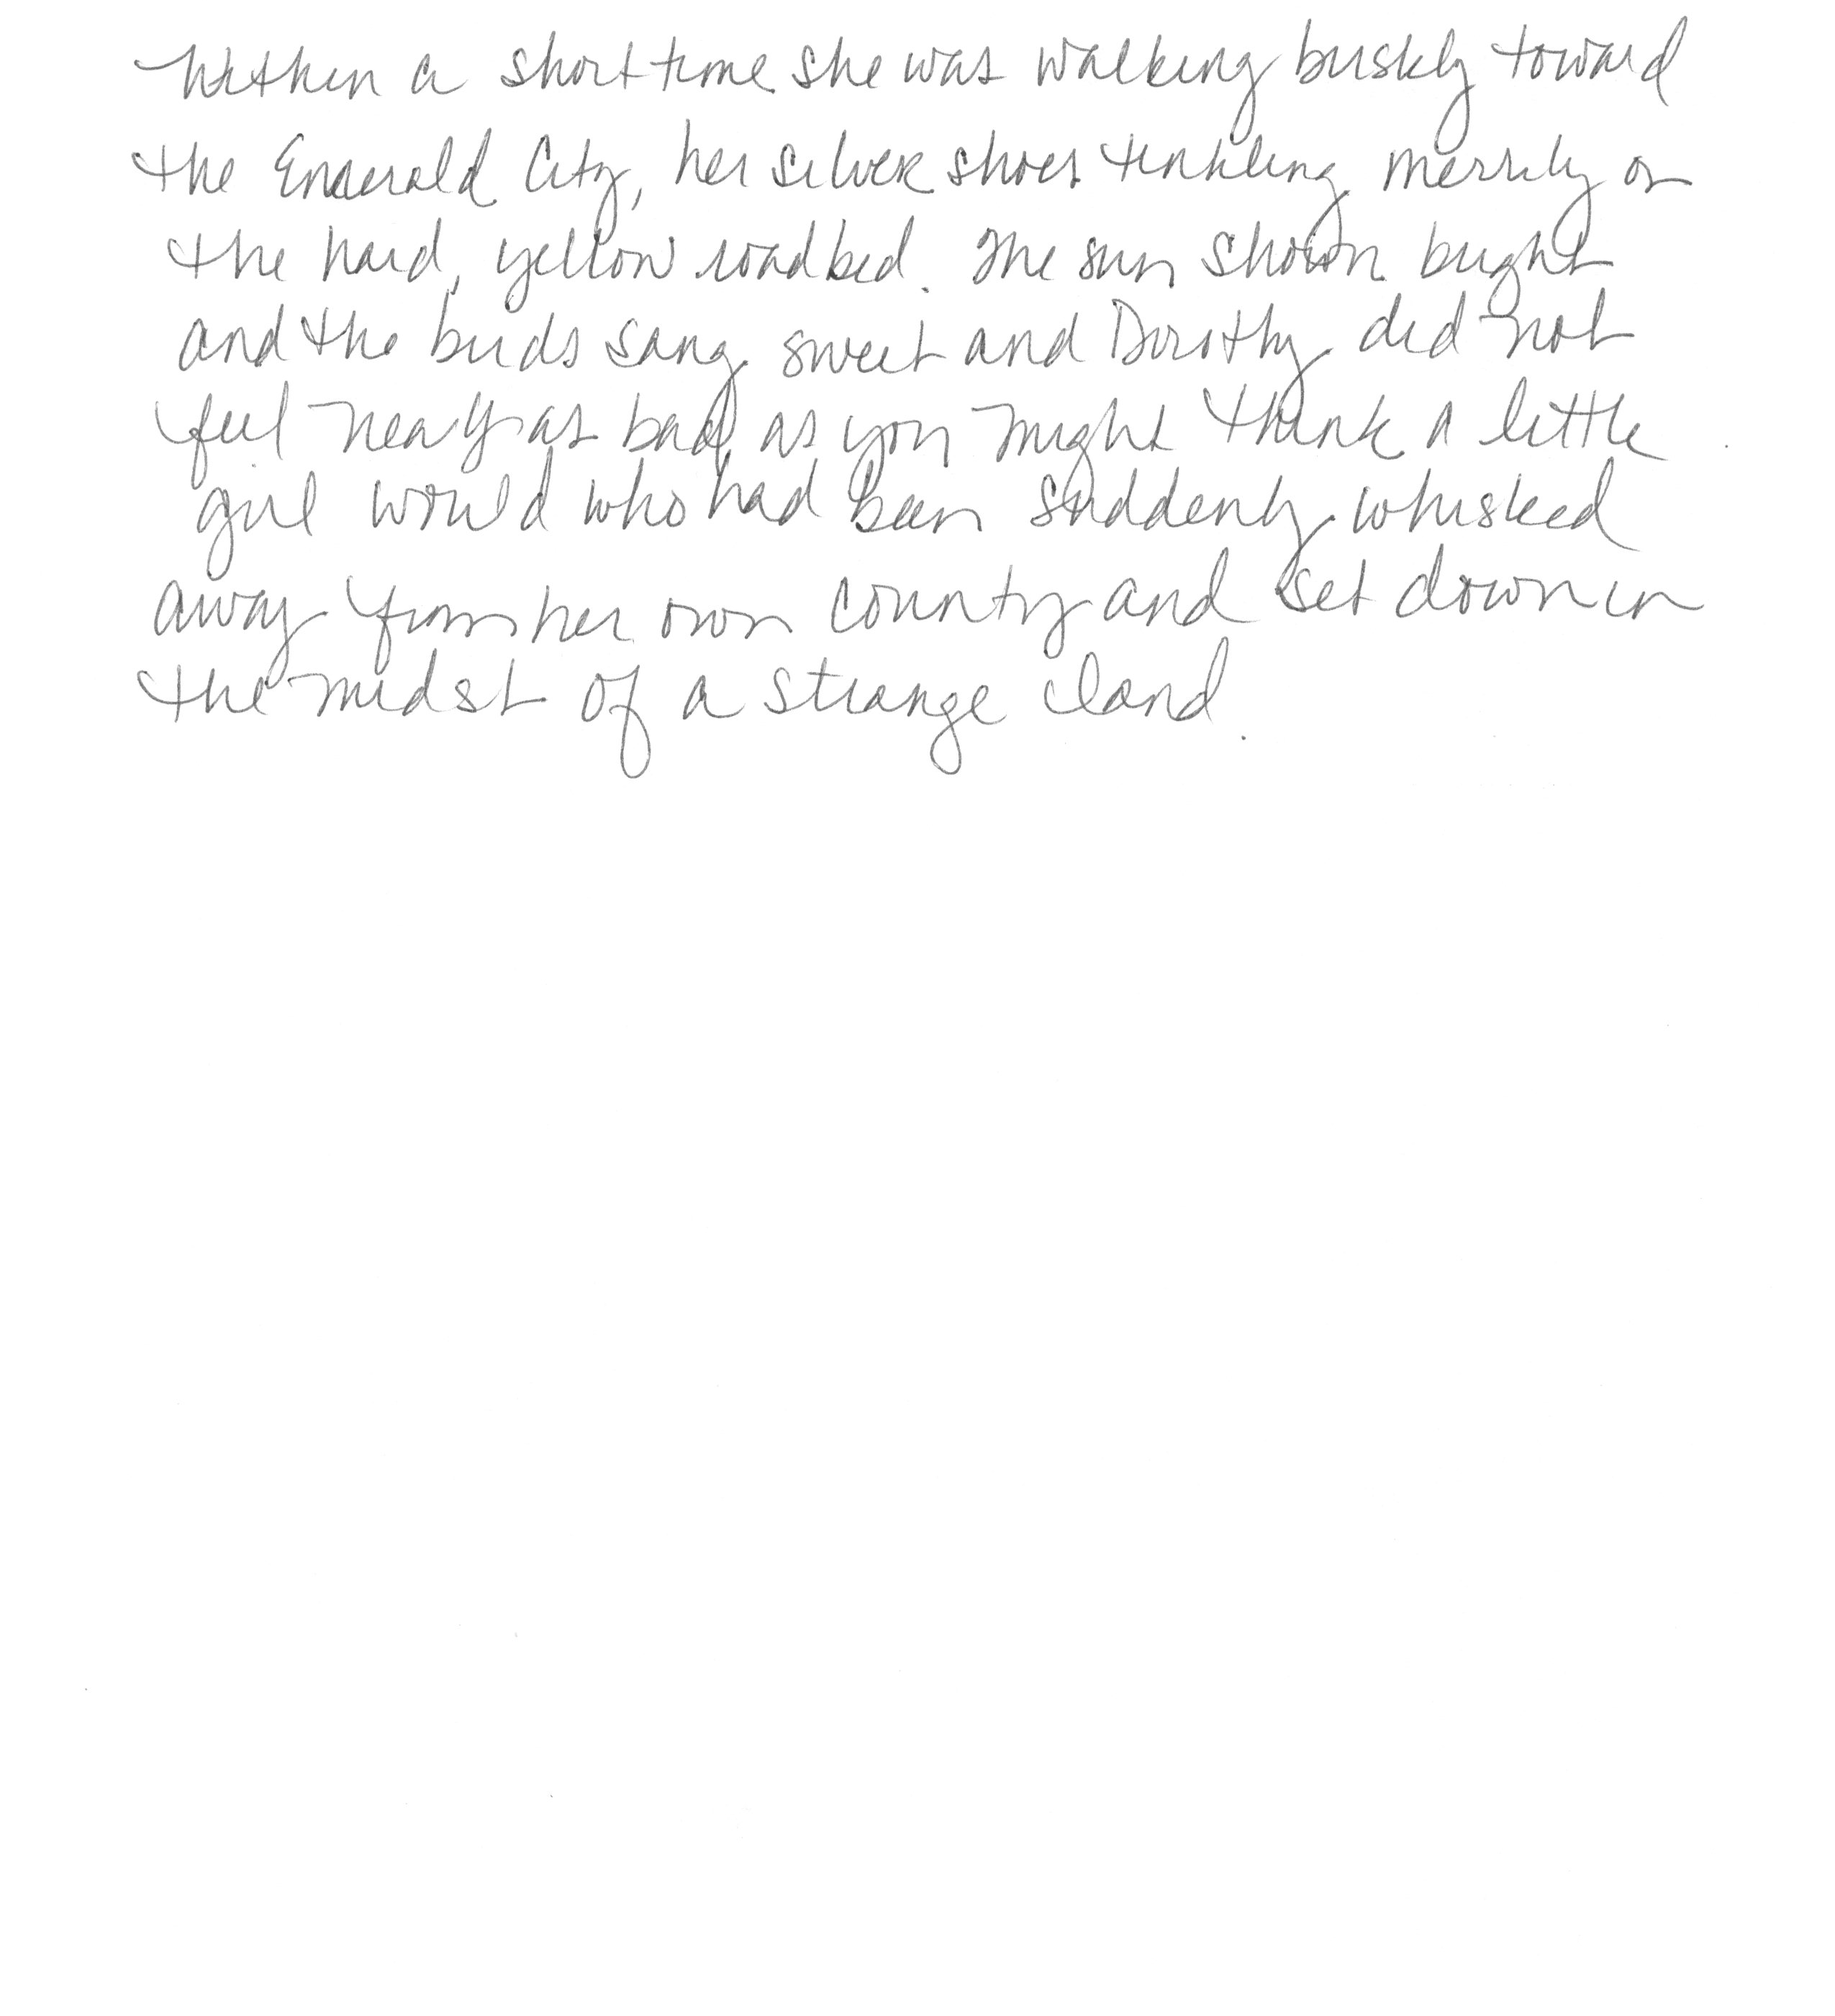 Within a short time she was walking briskly toward
the Emerald City, her silver shoes tinkling merrily on
the hard, yellow roadbed. The sun shown bright
and the birds sang sweet and Dorothy did not
feel nearly as bad as you might think a little
girl would who had been suddenly whisked
away from her own country and set down in
the midst of a strange land.